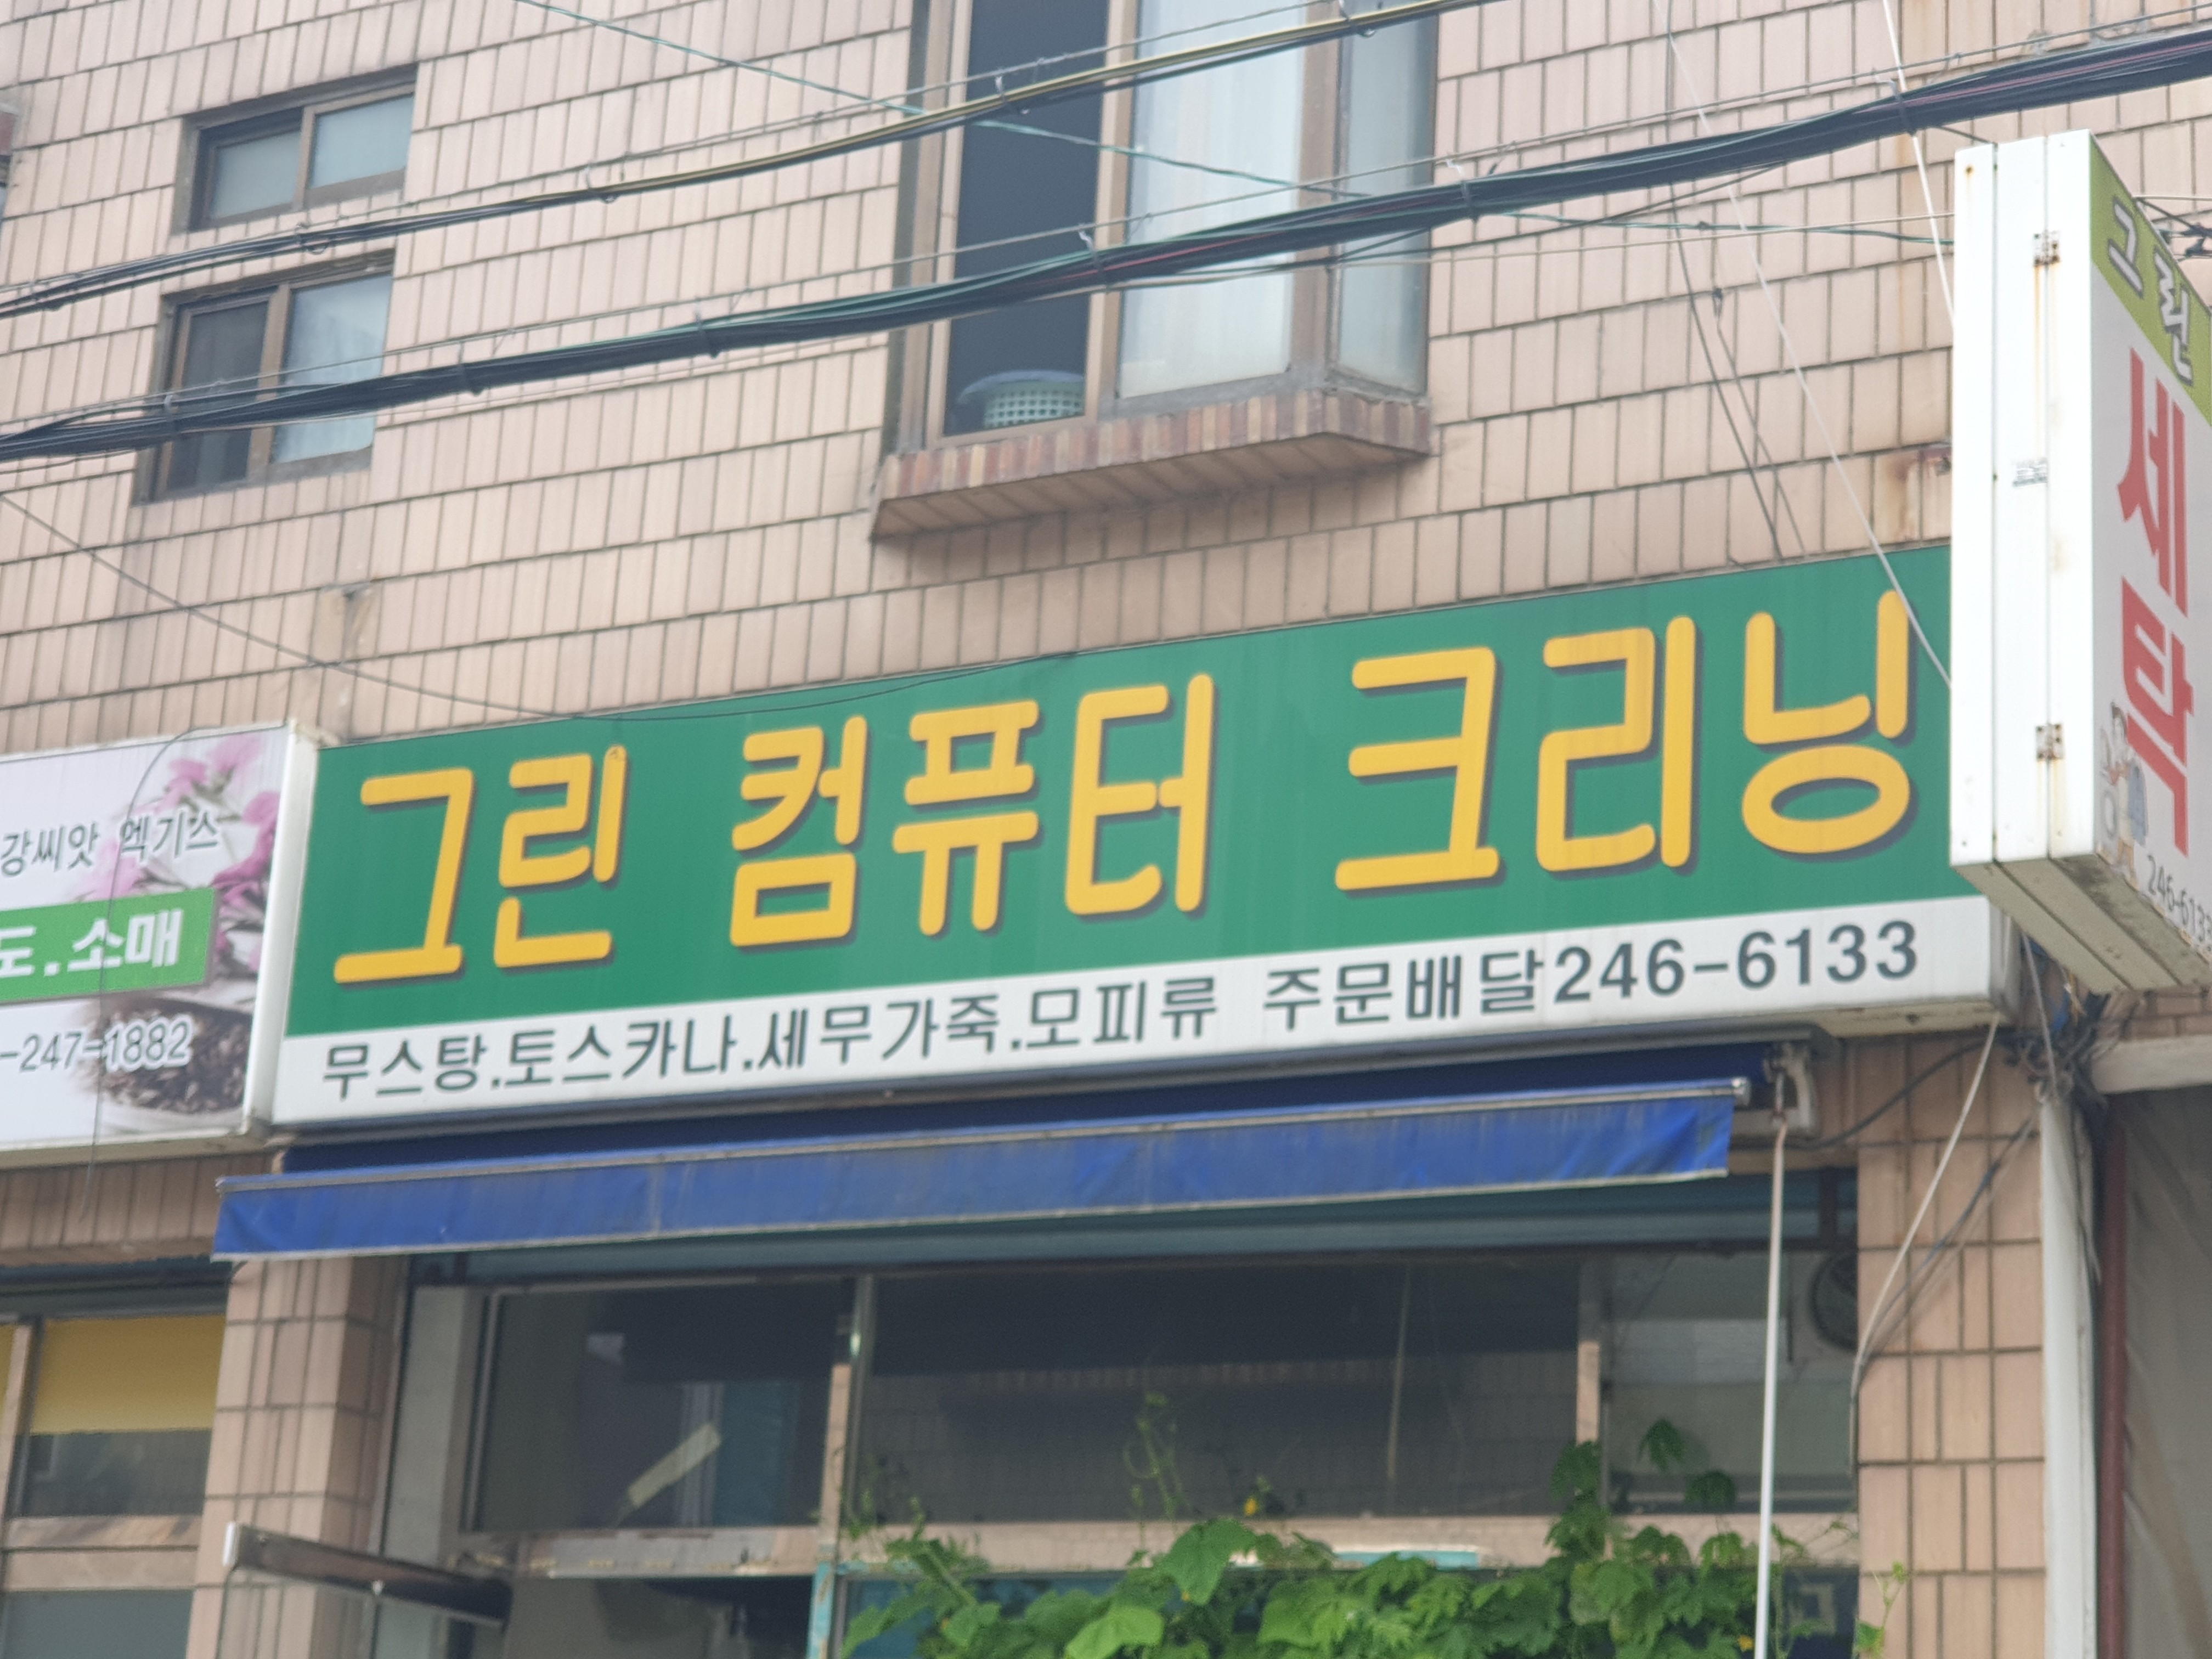 강씨앗 엑기스
도.소매
-247-1882
그린 컴퓨터 크리닝
무스탕.토스카나.세무가죽.모피류 주문배달246-6133
그린
세탁
246-6133